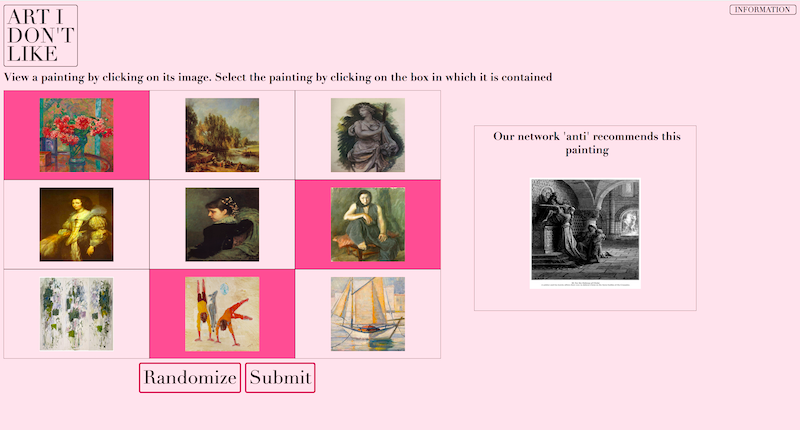 ART I
DON'T
LIKE
INFORMATION
View a painting by clicking on its image. Select the painting by clicking on the box in which it is contained
Our network 'anti' recommends this
painting
Randomize
Submit